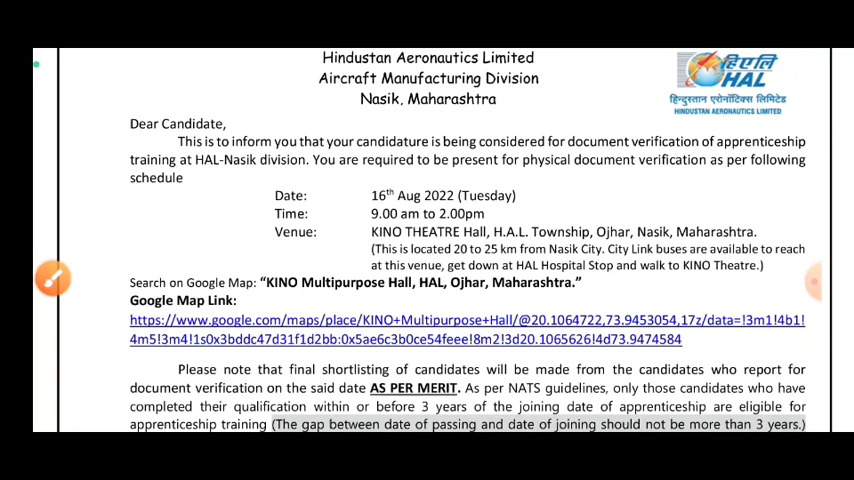 Hindustan Aeronautics Limited
Aircraft Manufacturing Division
Nasik, Maharashtra
हिएलि
HAL
हिन्दुस्तान एरोनॉटिक्स लिमिटेड
HINDUSTAN AERONAUTICS LIMITED
Dear Candidate,
This is to inform you that your candidature is being considered for document verification of apprenticeship
training at HAL-Nasik division. You are required to be present for physical document verification as per following
schedule
Date: 16th Aug 2022 (Tuesday)
Time: 9.00 am to 2.00pm
Venue: KINO THEATRE Hall, H.A.L. Township, Ojhar, Nasik, Maharashtra.
(This is located 20 to 25 km from Nasik City. City Link buses are available to reach
at this venue, get down at HAL Hospital Stop and walk to KINO Theatre.)
Search on Google Map: “KINO Multipurpose Hall, HAL, Ojhar, Maharashtra.”
Google Map Link:
https://www.google.com/maps/place/KINO+Multipurpose+Hall/@20.1064722,73.9453054,17z/data=!3m1!4b1!
4m5!3m4!1s0x3bddc47d31f1d2bb:0x5ae6c3b0ce54feee!8m2!3d20.1065626!4d73.9474584
Please note that final shortlisting of candidates will be made from the candidates who report for
document verification on the said date AS PER MERIT. As per NATS guidelines, only those candidates who have
completed their qualification within or before 3 years of the joining date of apprenticeship are eligible for
apprenticeship training (The gap between date of passing and date of joining should not be more than 3 years.)